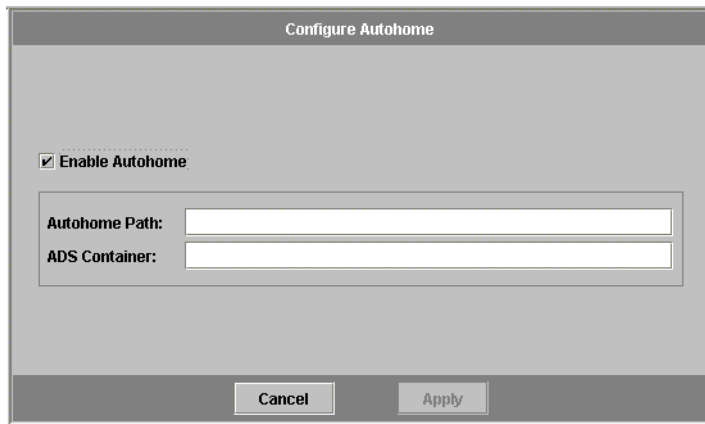 Configure Autohome
Enable Autohome
Autohome Path:
ADS Container:
Cancel
Apply